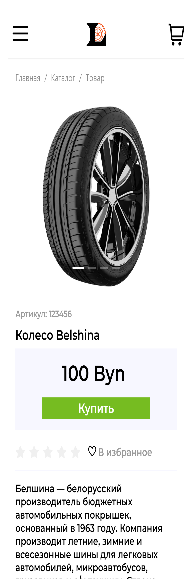 Главная / Каталог / Товар
Артикул: 123456
Колесо Belshina
100 Byn
Купить
В избранное
Белшина — белорусский
производитель бюджетных
автомобильных покрышек,
основанный в 1963 году. Компания
производит летние, зимние и
всесезонные шины для легковых
автомобилей, микроавтобусов,